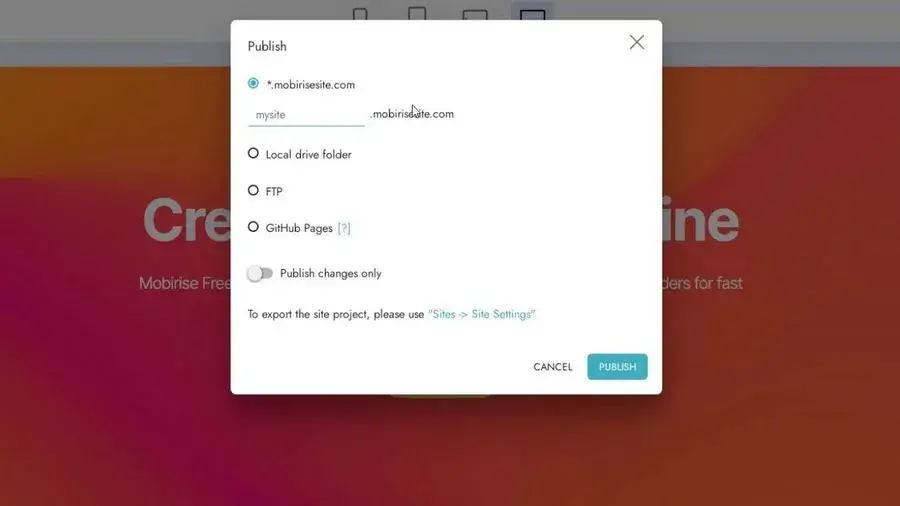 Publish
*.mobirisesite.com
mysite .mobirisesite.com
Local drive folder
FTP
GitHub Pages [?]
Cre ine
Mobirise Free ders for fast
Publish changes only
To export the site project, please use "Sites -> Site Settings"
CANCEL PUBLISH